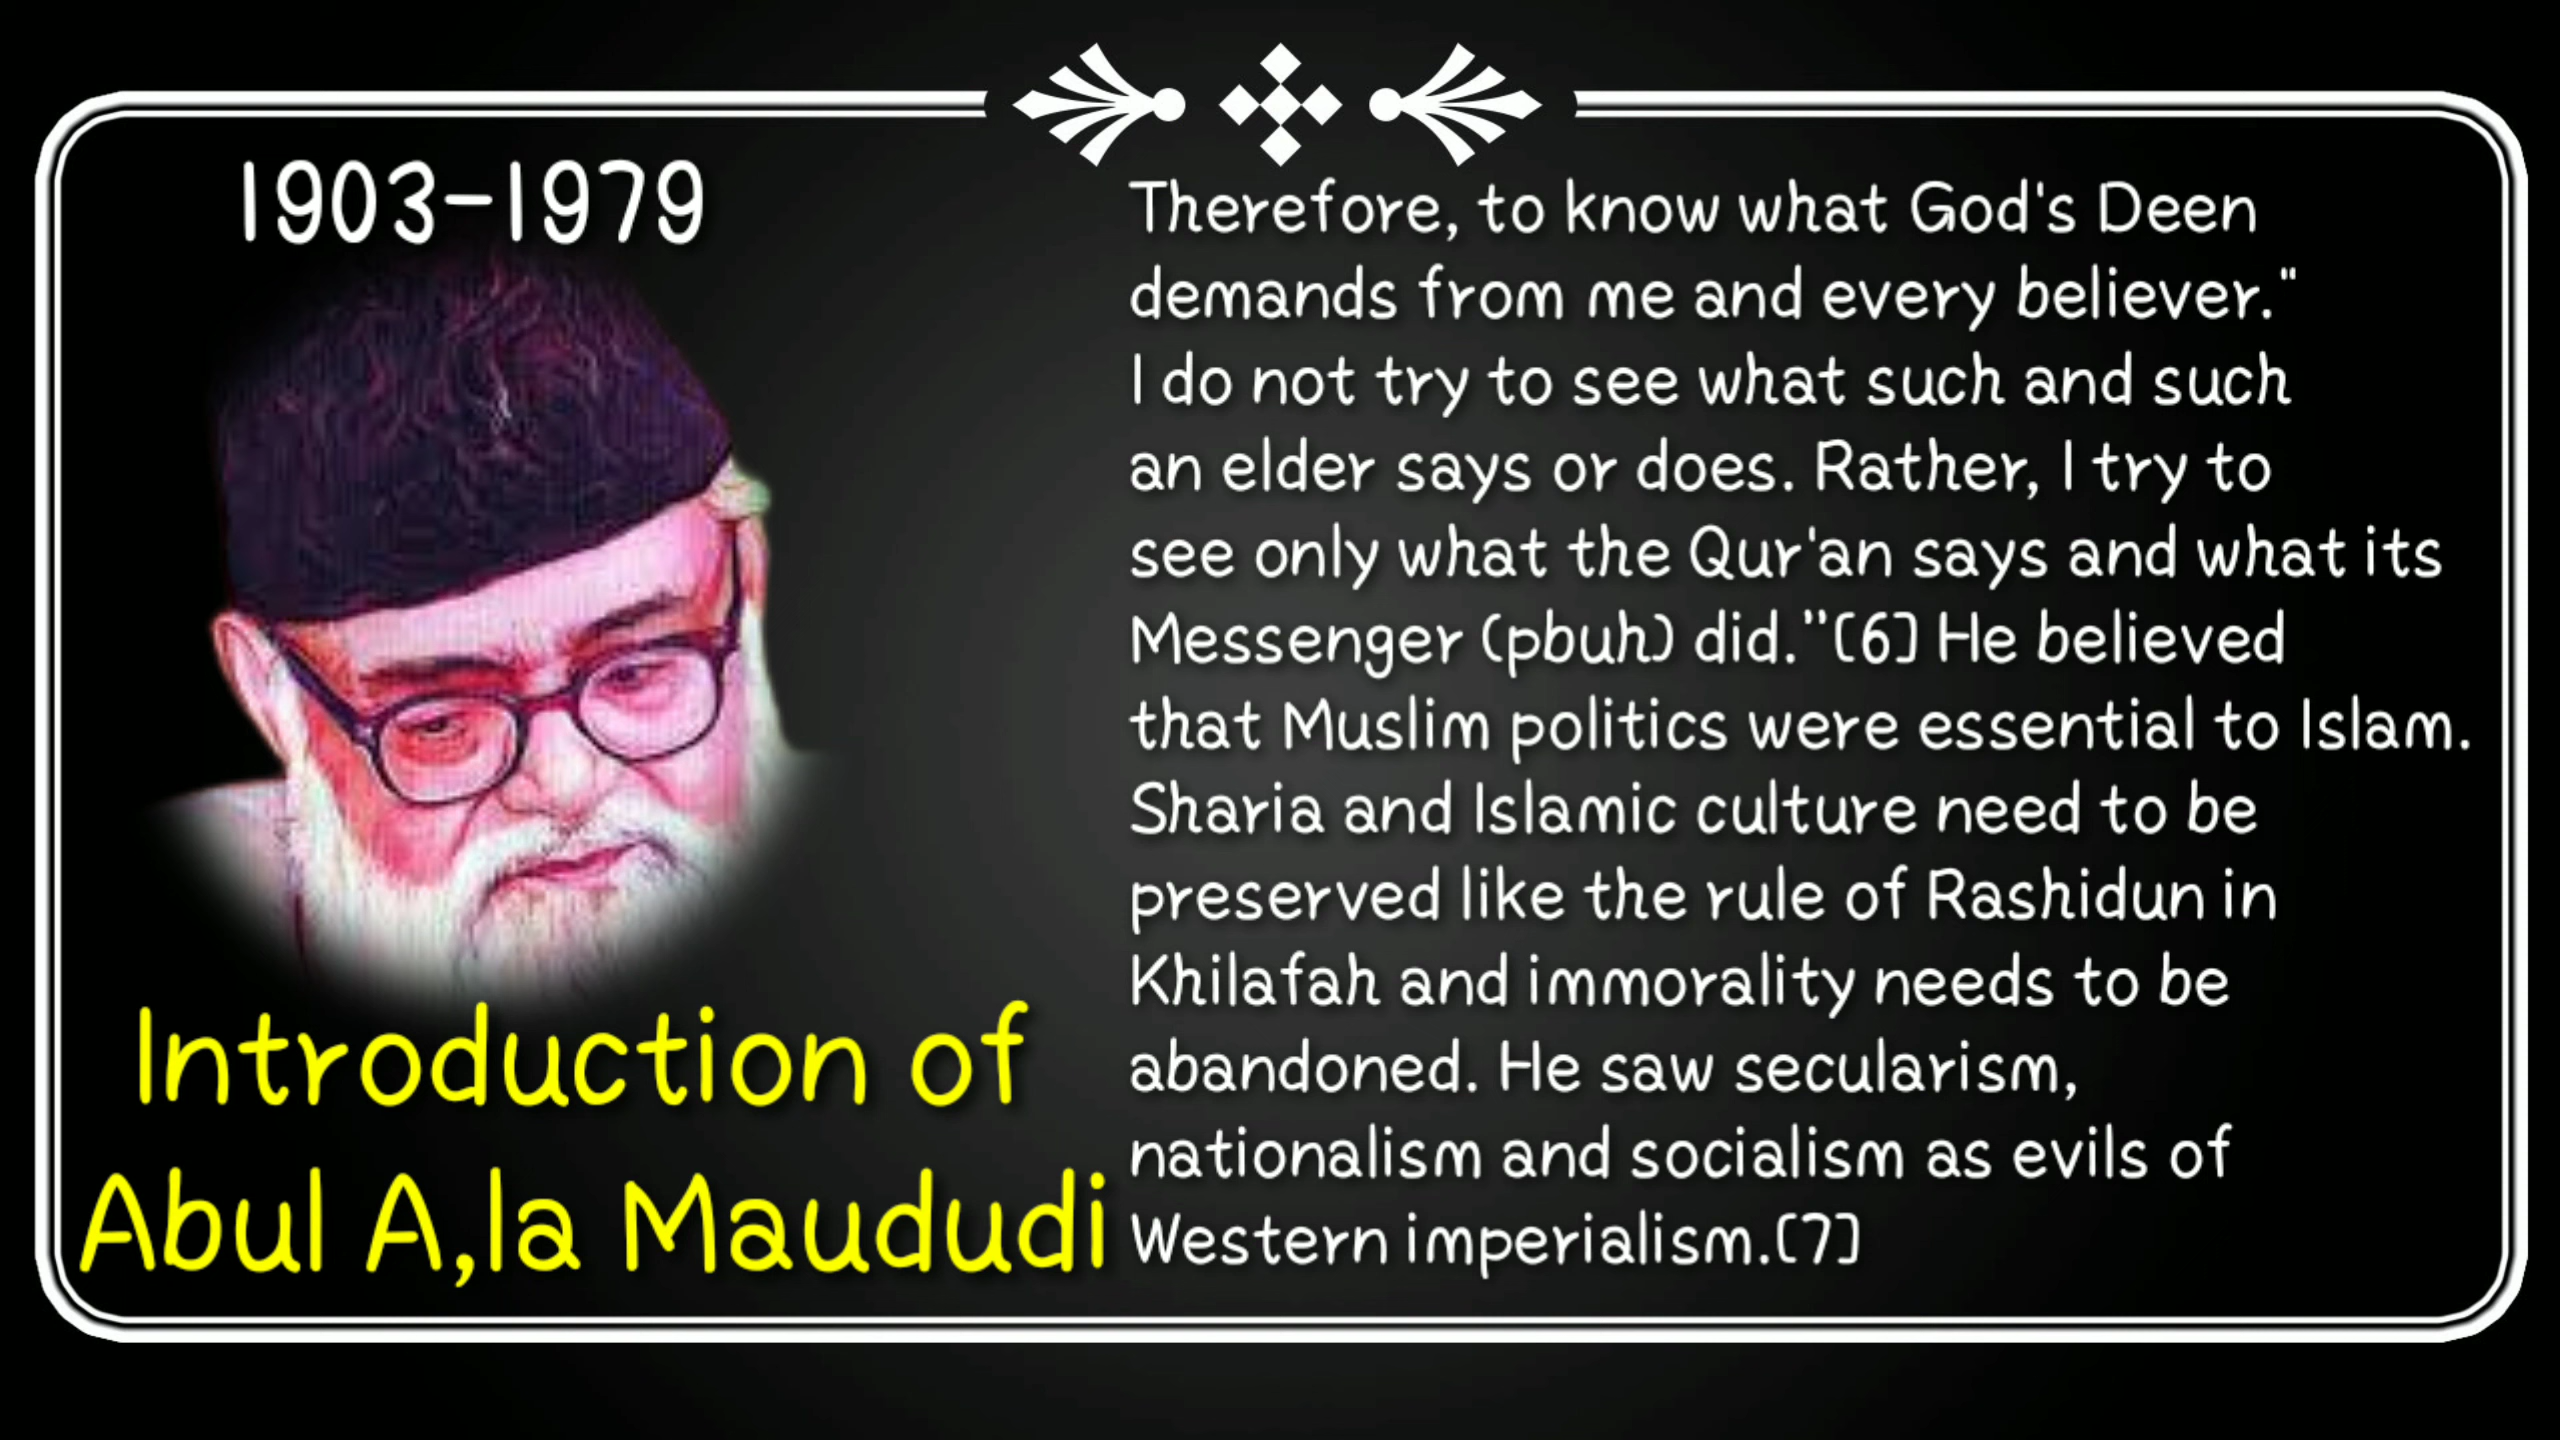 1903-1979
Introduction of
Abul A,la Maududi
Therefore, to know what God's Deen
demands from me and every believer."
I do not try to see what such and such
an elder says or does. Rather, I try to
see only what the Qur'an says and what its
Messenger (pbuh) did."[6] He believed
that Muslim politics were essential to Islam.
Sharia and Islamic culture need to be
preserved like the rule of Rashidun in
Khilafah and immorality needs to be
abandoned. He saw secularism,
nationalism and socialism as evils of
Western imperialism.[7]